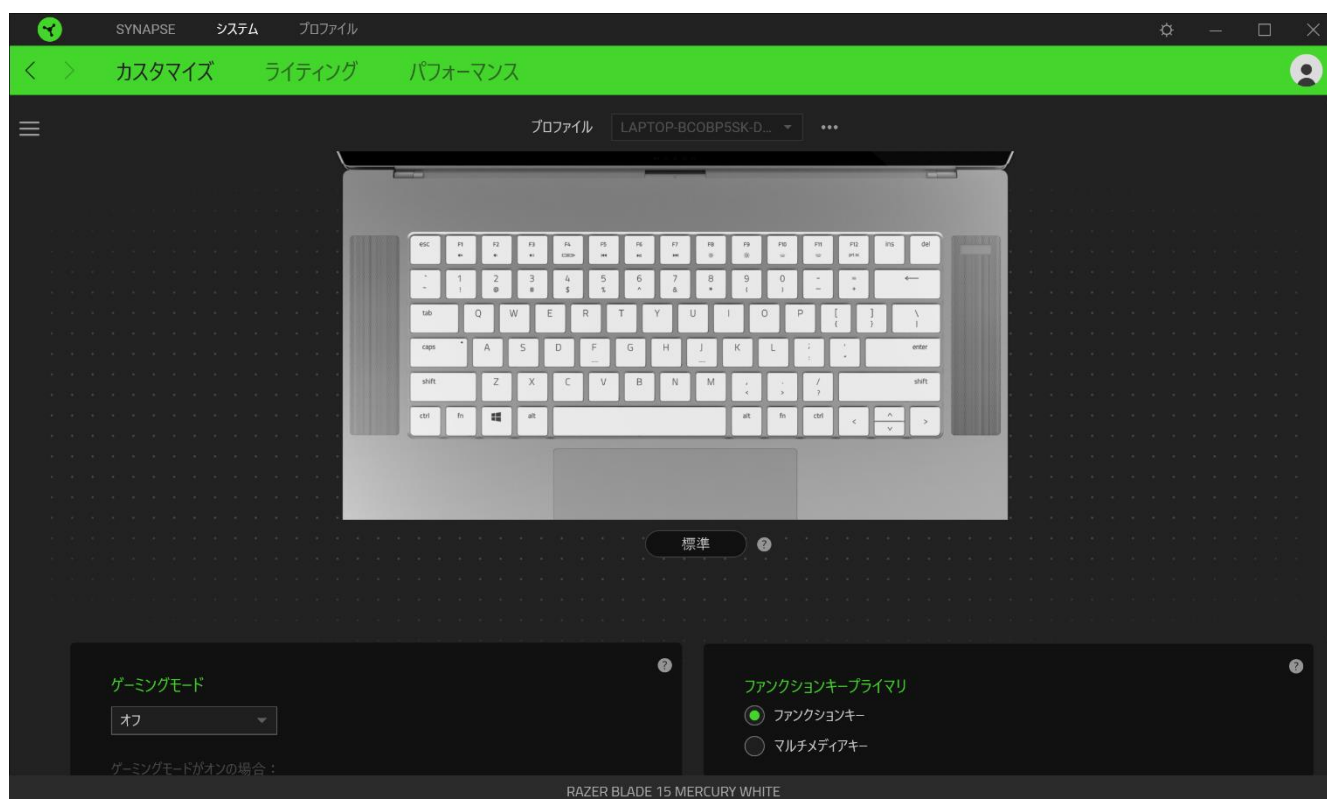 SYNAPSE システム プロファイル
カスタマイズ ライティング パフォーマンス
プロファイル LAPTOP-BCOBP5SK-D... •••
esc F1 F2 F3 F4 F5 F6 F7 F8 F9 F10 F11 F12 ins del
` ~ 1 ! 2 @ 3 # 4 $ 5 % 6 ^ 7 & 8 * 9 ( 0 ) - = + ←
tab Q W E R T Y U I O P [ { ] } \
caps A S D F G H J K L ; : ' enter
shift Z X C V B N M , < . > / ? shift
ctrl fn alt alt fn ctrl < ^ v >
標準 ?
?
?
ゲーミングモード
オフ
ゲーミングモードがオンの場合：
ファンクションキープライマリ
ファンクションキー
マルチメディアキー
RAZER BLADE 15 MERCURY WHITE